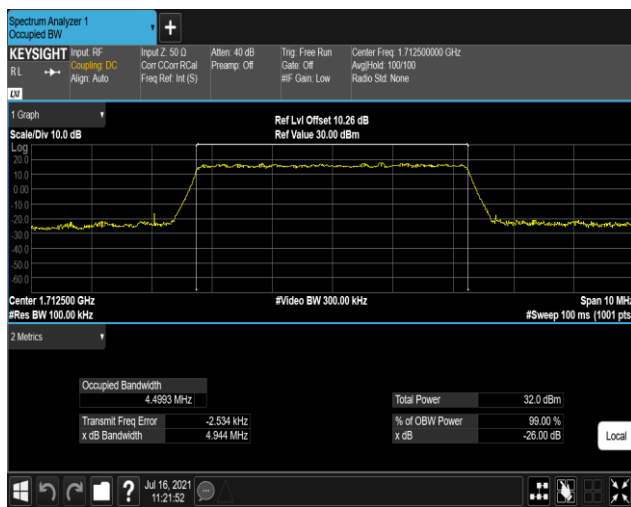 Spectrum Analyzer 1
Occupied BW
KEYSIGHT
R L
LXI
Input: RF
Coupling: DC
Align: Auto
Input Z: 50 Ω
Corr CCorr RCal
Freq Ref: Int (S)
Atten: 40 dB
Preamp: Off
Trig: Free Run
Gate: Off
#IF Gain: Low
Center Freq: 1.712500000 GHz
Avg|Hold: 100/100
Radio Std: None
1 Graph
Scale/Div 10.0 dB
Ref Lvl Offset 10.26 dB
Ref Value 30.00 dBm
Log
20.0
10.0
0.00
-10.0
-20.0
-30.0
-40.0
-50.0
-60.0
Center 1.712500 GHz
#Res BW 100.00 kHz
#Video BW 300.00 kHz
Span 10 MHz
#Sweep 100 ms (1001 pts
2 Metrics
Occupied Bandwidth
4.4993 MHz
Transmit Freq Error -2.534 kHz
x dB Bandwidth 4.944 MHz
Total Power 32.0 dBm
% of OBW Power 99.00 %
x dB -26.00 dB
Local
?
Jul 16, 2021
11:21:52